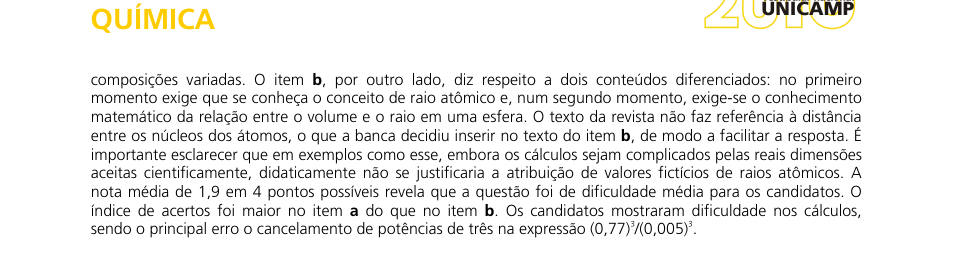 QUÍMICA
UNICAMP
composições variadas. O item b, por outro lado, diz respeito a dois conteúdos diferenciados: no primeiro
momento exige que se conheça o conceito de raio atômico e, num segundo momento, exige-se o conhecimento
matemático da relação entre o volume e o raio em uma esfera. O texto da revista não faz referência à distância
entre os núcleos dos átomos, o que a banca decidiu inserir no texto do item b, de modo a facilitar a resposta. É
importante esclarecer que em exemplos como esse, embora os cálculos sejam complicados pelas reais dimensões
aceitas cientificamente, didaticamente não se justificaria a atribuição de valores fictícios de raios atômicos. A
nota média de 1,9 em 4 pontos possíveis revela que a questão foi de dificuldade média para os candidatos. O
índice de acertos foi maior no item a do que no item b. Os candidatos mostraram dificuldade nos cálculos,
sendo o principal erro o cancelamento de potências de três na expressão (0,77)³/(0,005)³.